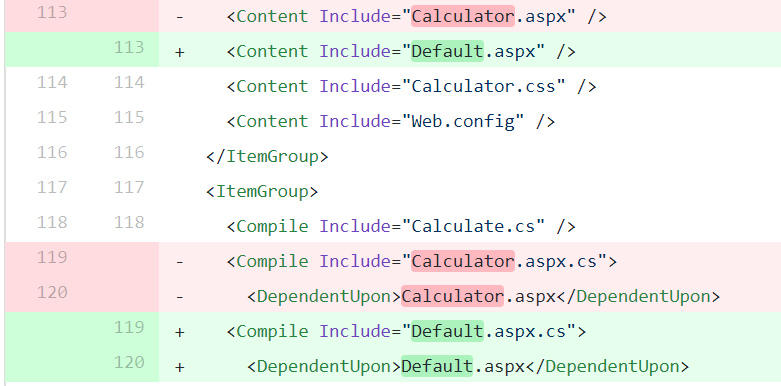 113 - <Content Include="Calculator.aspx" />
113 + <Content Include="Default.aspx" />
114 114 <Content Include="Calculator.css" />
115 115 <Content Include="Web.config" />
116 116 </ItemGroup>
117 117 <ItemGroup>
118 118 <Compile Include="Calculate.cs" />
119 - <Compile Include="Calculator.aspx.cs">
120 - <DependentUpon>Calculator.aspx</DependentUpon>
119 + <Compile Include="Default.aspx.cs">
120 + <DependentUpon>Default.aspx</DependentUpon>